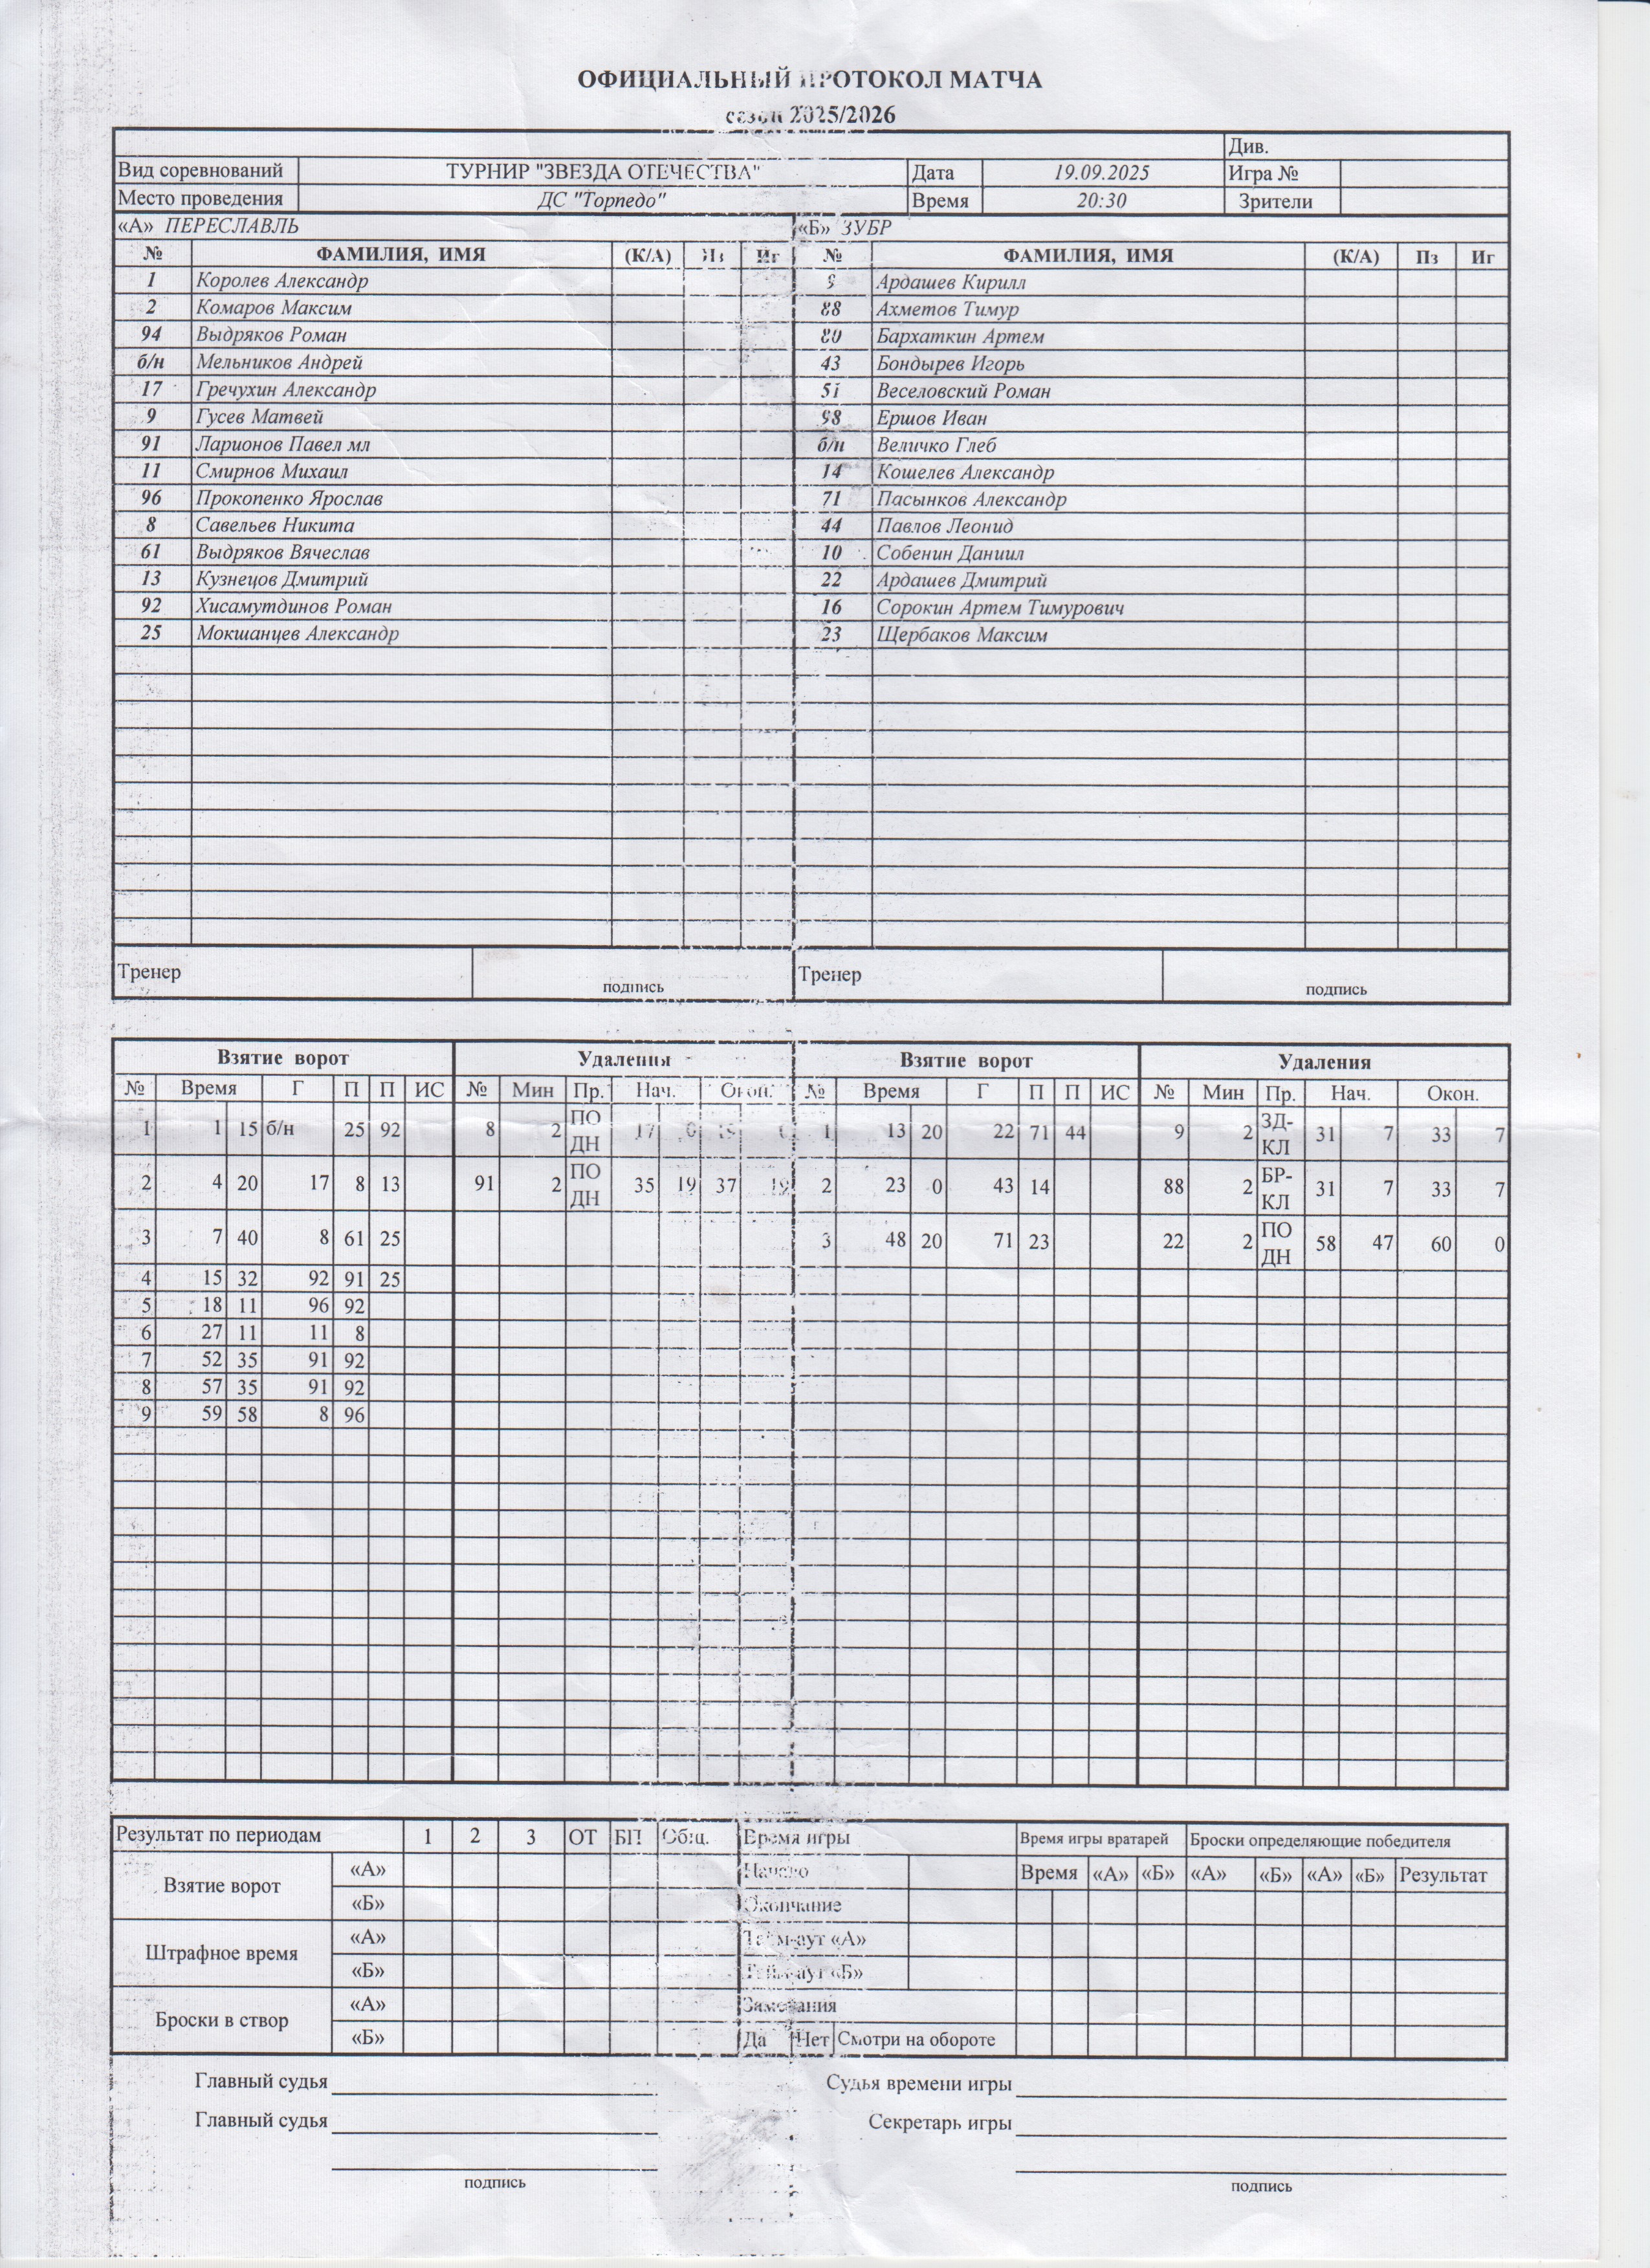 ОФИЦИАЛЬНЫЙ ПРОТОКОЛ МАТЧА
сезон 2025/2026
Див.
Вид соревнований ТУРНИР "ЗВЕЗДА ОТЕЧЕСТВА" Дата 19.09.2025 Игра №
Место проведения ДС "Торпедо" Время 20:30 Зрители
«А» ПЕРЕСЛАВЛЬ «Б» ЗУБР
№ ФАМИЛИЯ, ИМЯ (К/А) Пз Иг № ФАМИЛИЯ, ИМЯ (К/А) Пз Иг
1 Королев Александр 9 Ардашев Кирилл
2 Комаров Максим 88 Ахметов Тимур
94 Выдряков Роман 80 Бархаткин Артем
б/н Мельников Андрей 43 Бондырев Игорь
17 Гречухин Александр 51 Веселовский Роман
9 Гусев Матвей 98 Ершов Иван
91 Ларионов Павел мл б/н Величко Глеб
11 Смирнов Михаил 14 Кошелев Александр
96 Прокопенко Ярослав 71 Пасынков Александр
8 Савельев Никита 44 Павлов Леонид
61 Выдряков Вячеслав 10 Собенин Даниил
13 Кузнецов Дмитрий 22 Ардашев Дмитрий
92 Хисамутдинов Роман 16 Сорокин Артем Тимурович
25 Мокшанцев Александр 23 Щербаков Максим
Тренер подпись Тренер подпись
Взятие ворот Удаления Взятие ворот Удаления
№ Время Г П П ИС № Мин Пр. Нач. Окон. № Время Г П П ИС № Мин Пр. Нач. Окон.
1 1 15 б/н 25 92 8 2 ПОДН 17 1 13 20 22 71 44 9 2 ЗД-КЛ 31 7 33 7
2 4 20 17 8 13 91 2 ПОДН 35 19 37 19 2 23 0 43 14 88 2 БР-КЛ 31 7 33 7
3 7 40 8 61 25 3 48 20 71 23 22 2 ПОДН 58 47 60 0
4 15 32 92 91 25
5 18 11 96 92
6 27 11 11 8
7 52 35 91 92
8 57 35 91 92
9 59 58 8 96
Результат по периодам 1 2 3 ОТ БП Общ. Время игры Время игры вратарей Броски определяющие победителя
Взятие ворот «А» Начало Время «А» «Б» «А» «Б» «А» «Б» Результат
«Б» Окончание
Штрафное время «А» Тайм-аут «А»
«Б» Тайм-аут «Б»
Броски в створ «А» Замечания
«Б» Да Нет Смотри на обороте
Главный судья Судья времени игры
Главный судья Секретарь игры
подпись подпись